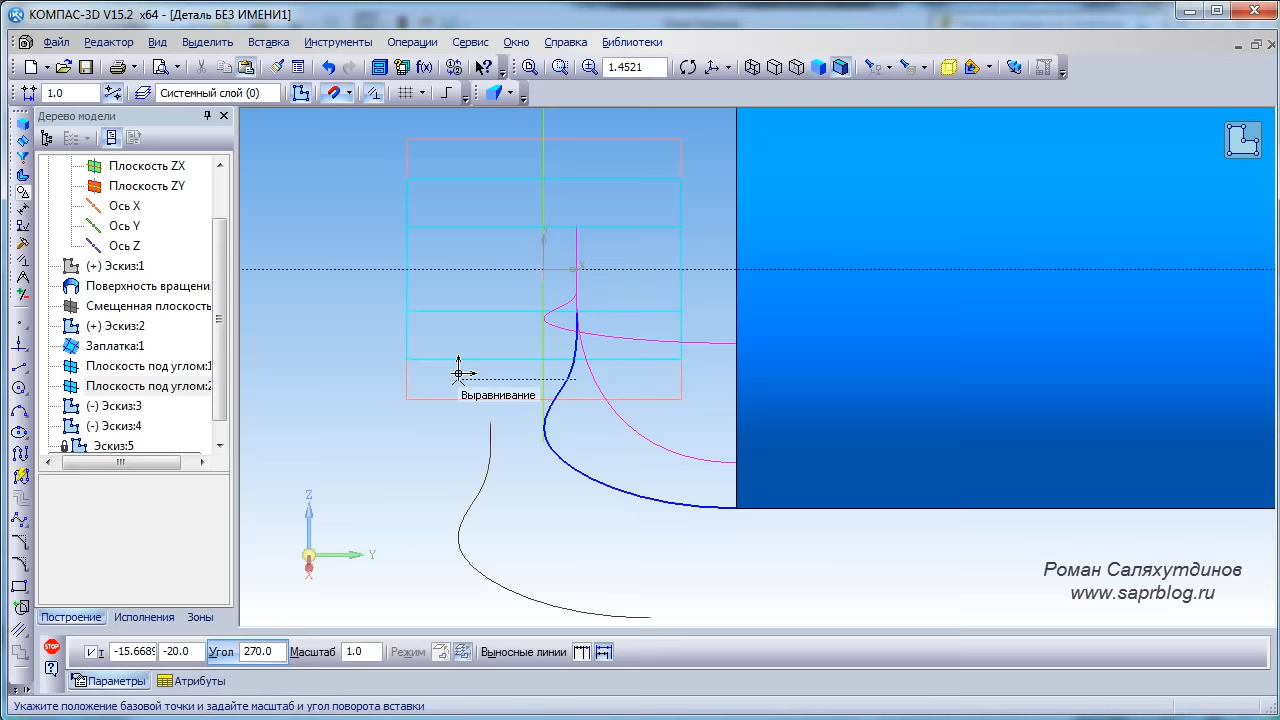 КОМПАС-3D V15.2 x64 - [Деталь БЕЗ ИМЕНИ1]
Файл Редактор Вид Выделить Вставка Инструменты Операции Сервис Окно Справка Библиотеки
f(x) 1.4521
1.0 Системный слой (0)
Дерево модели
Плоскость ZX
Плоскость ZY
Ось X
Ось Y
Ось Z
(+) Эскиз:1
Поверхность вращени
Смещенная плоскость
(+) Эскиз:2
Заплатка:1
Плоскость под углом:1
Плоскость под углом:2
(-) Эскиз:3
(-) Эскиз:4
Эскиз:5
Y
X
Выравнивание
Z
Y
X
Роман Саляхутдинов
www.saprblog.ru
Построение Исполнения Зоны
-15.6689 -20.0 Угол 270.0 Масштаб 1.0 Режим Выносные линии
Параметры Атрибуты
Укажите положение базовой точки и задайте масштаб и угол поворота вставки